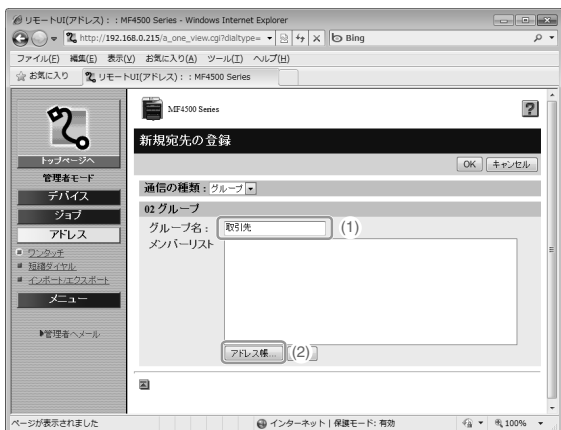 リモートUI(アドレス) : : MF4500 Series - Windows Internet Explorer
http://192.168.0.215/a_one_view.cgi?dialtype=
Bing
ファイル(F) 編集(E) 表示(V) お気に入り(A) ツール(T) ヘルプ(H)
お気に入り リモートUI(アドレス) : : MF4500 Series
MF4500 Series
新規宛先の登録
OK キャンセル
トップページへ
管理者モード
デバイス
ジョブ
アドレス
ワンタッチ
短縮ダイヤル
インポート/エクスポート
メニュー
管理者へメール
通信の種類 : グループ
02 グループ
グループ名 : 取引先 (1)
メンバーリスト
アドレス帳... (2)
ページが表示されました インターネット | 保護モード: 有効 100%